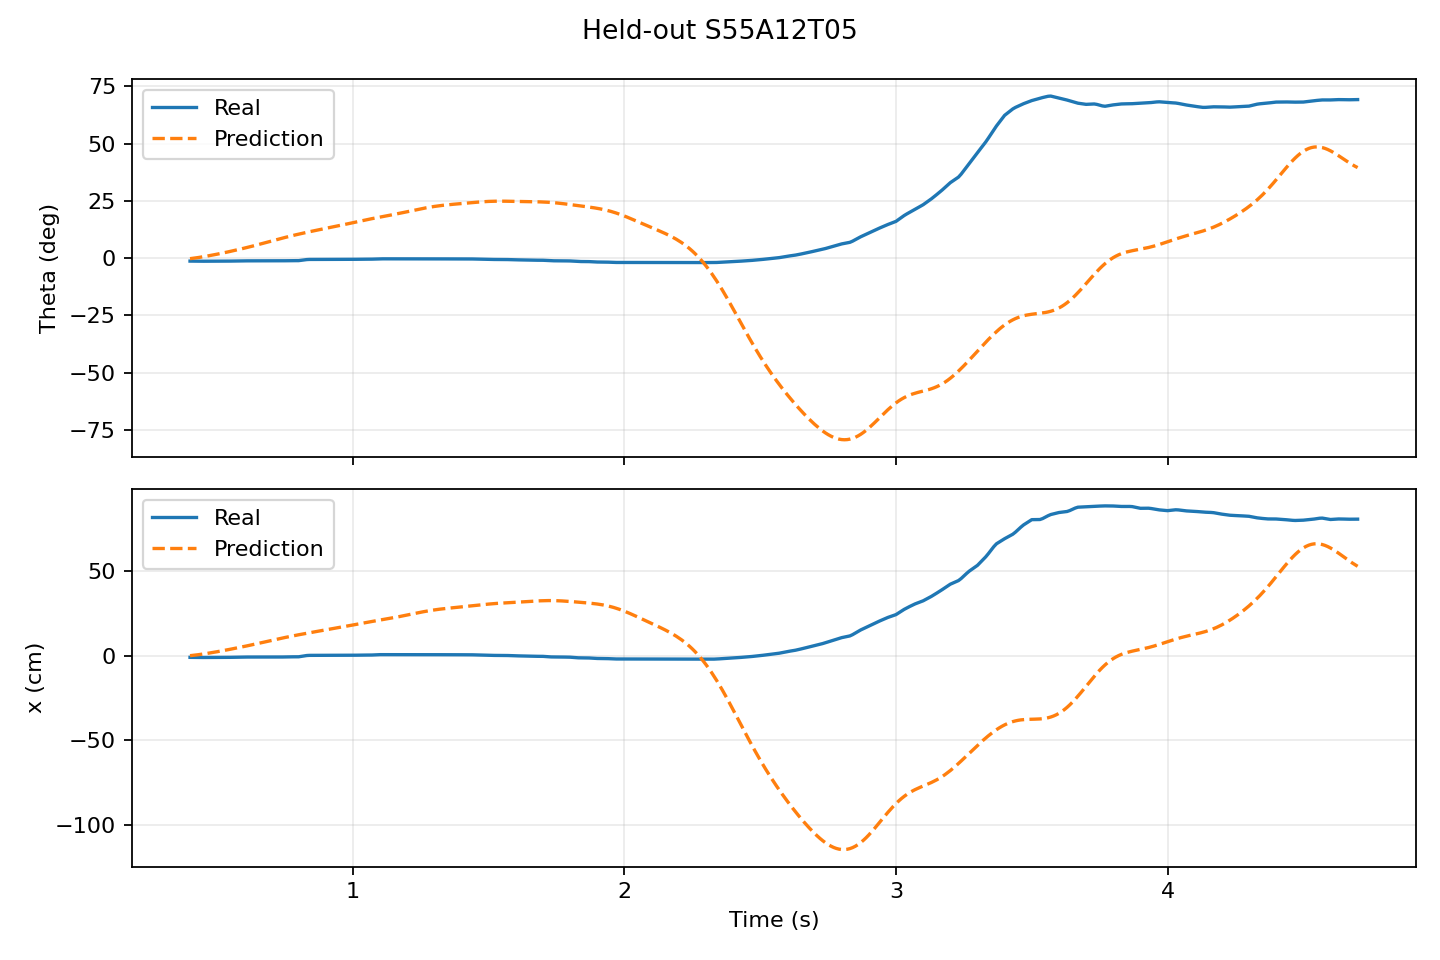 Held-out S55A12T05
75
50
25
0
−25
−50
−75
Theta (deg)
Real
Prediction
50
0
−50
−100
x (cm)
Real
Prediction
1 2 3 4
Time (s)